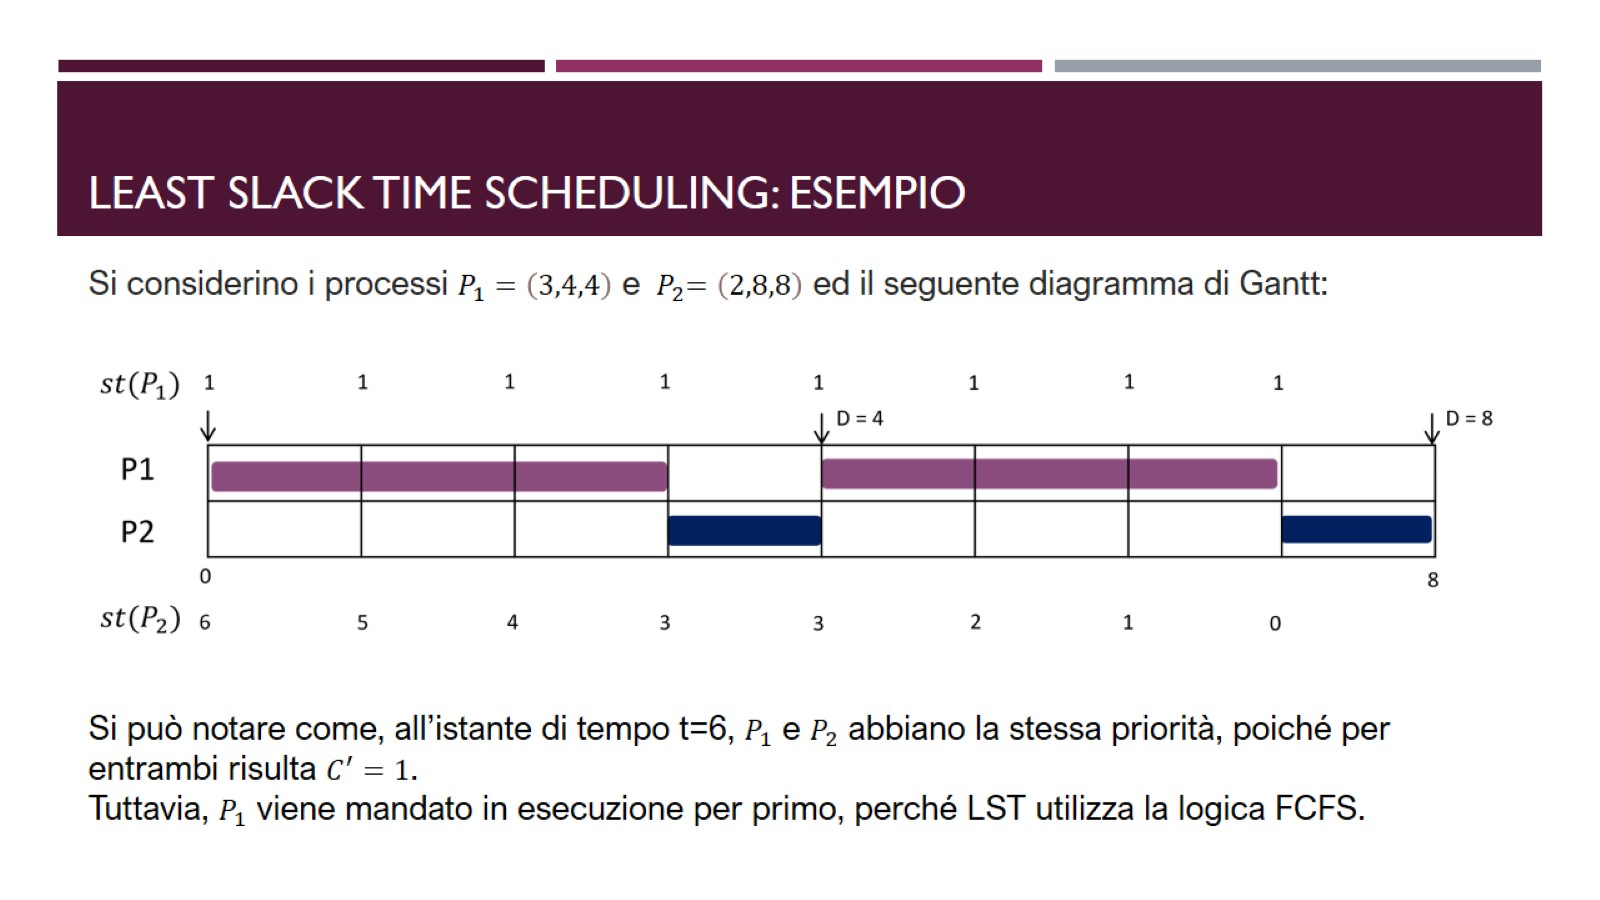 LEAST SLACK TIME SCHEDULING: ESEMPIO
Si considerino i processi P₁ = (3,4,4) e P₂= (2,8,8) ed il seguente diagramma di Gantt:
st(P₁) 1 1 1 1 1 1 1 1
D = 4 D = 8
P1
P2
0 8
st(P₂) 6 5 4 3 3 2 1 0
Si può notare come, all’istante di tempo t=6, P₁ e P₂ abbiano la stessa priorità, poiché per
entrambi risulta C′ = 1.
Tuttavia, P₁ viene mandato in esecuzione per primo, perché LST utilizza la logica FCFS.